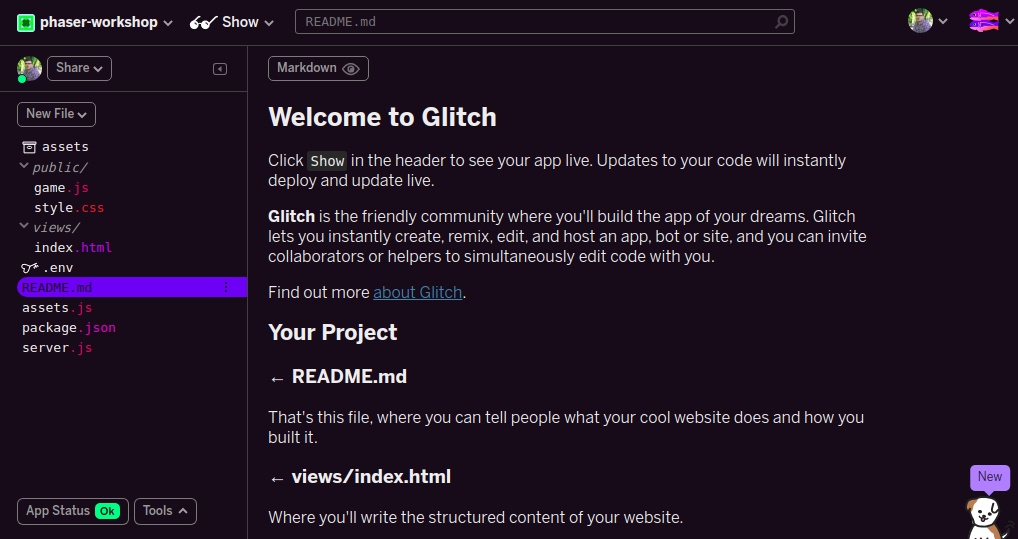 phaser-workshop Show README.md
Share
Markdown
New File
Welcome to Glitch
assets
public/
game.js
style.css
views/
index.html
.env
README.md
assets.js
package.json
server.js
Click Show in the header to see your app live. Updates to your code will instantly
deploy and update live.
Glitch is the friendly community where you'll build the app of your dreams. Glitch
lets you instantly create, remix, edit, and host an app, bot or site, and you can invite
collaborators or helpers to simultaneously edit code with you.
Find out more about Glitch.
Your Project
← README.md
That's this file, where you can tell people what your cool website does and how you
built it.
← views/index.html
Where you'll write the structured content of your website.
App Status Ok Tools
New